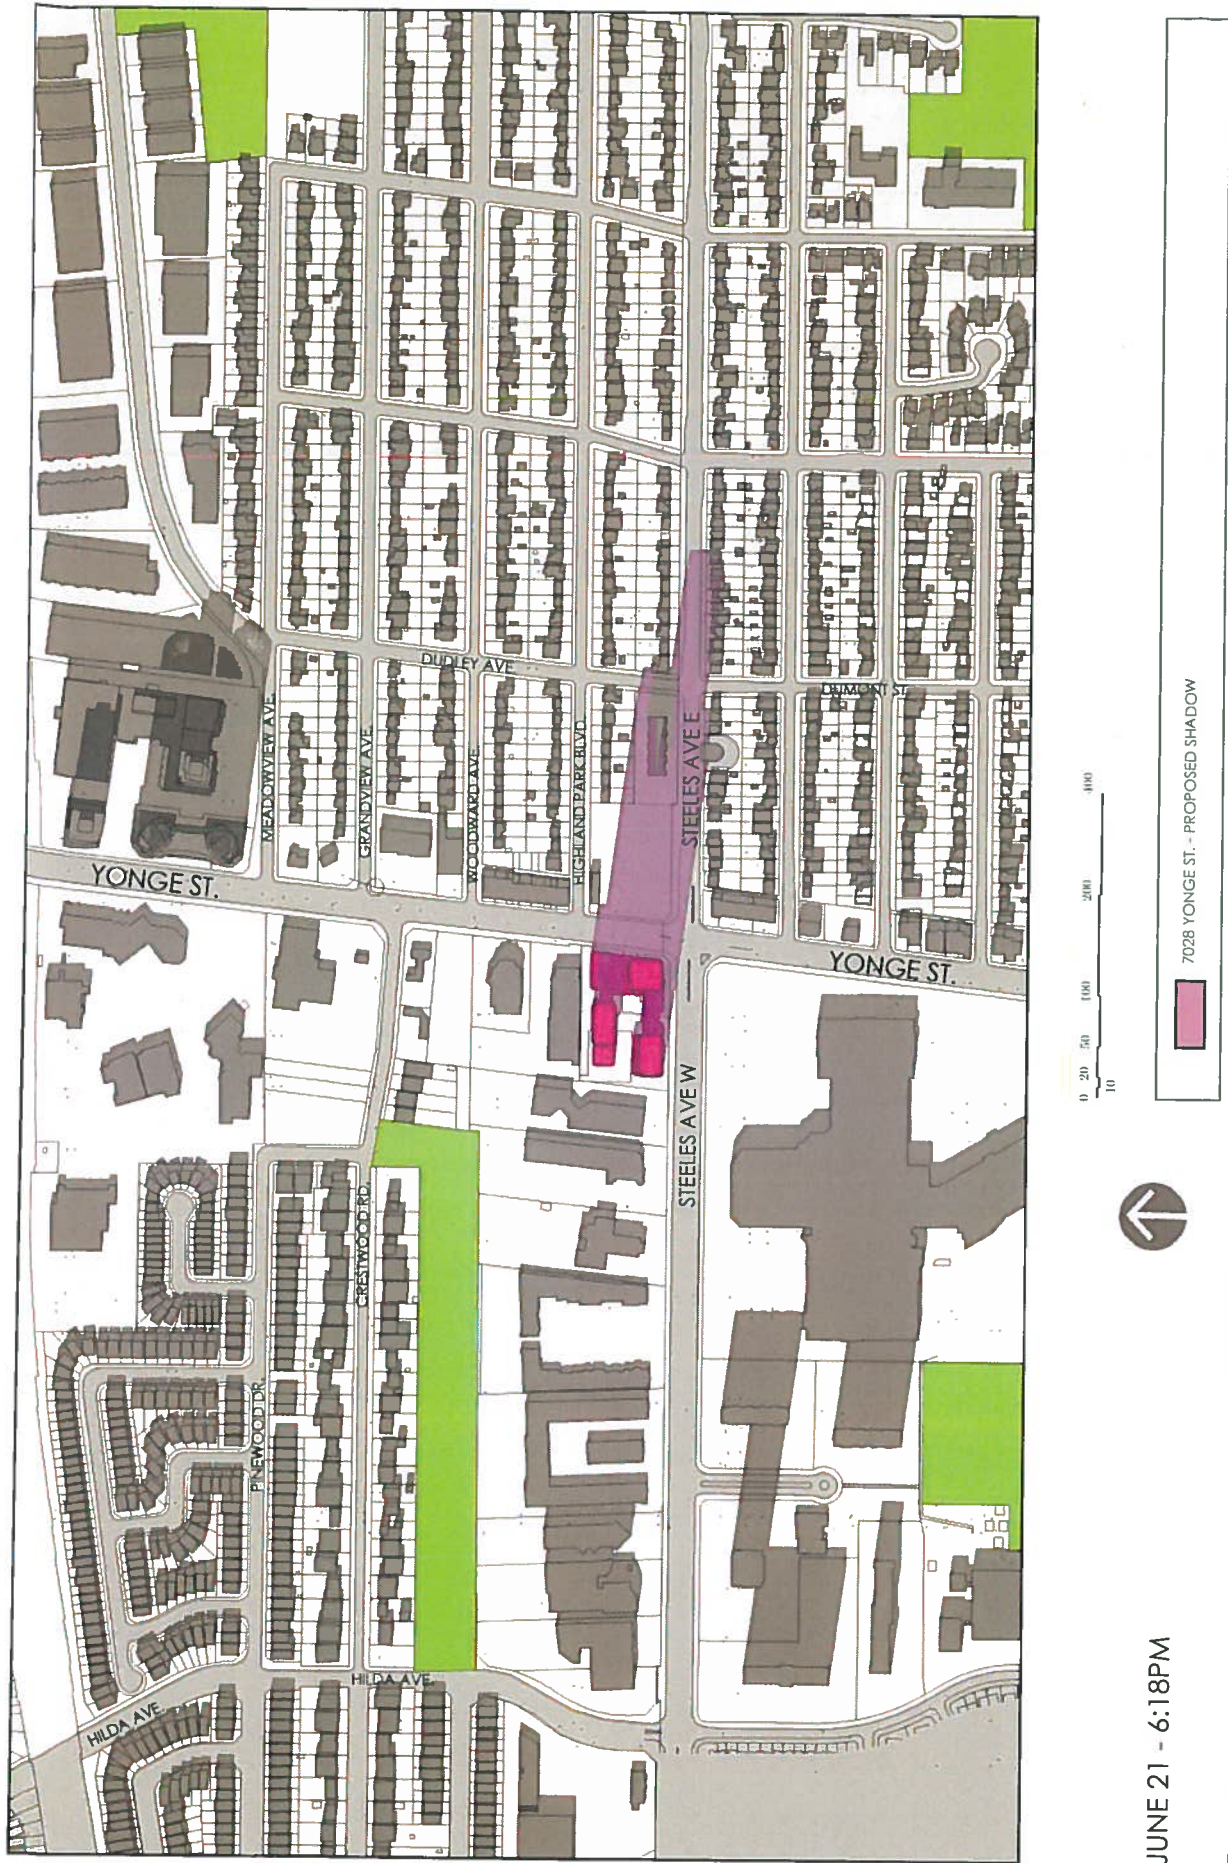 YONGE ST.
MEADOWVIEW AVE.
GRANDVIEW AVE.
DUDLEY AVE.
WOODWARD AVE.
HIGHLAND PARK BLVD.
STEELES AVE E
DUMONT ST.
YONGE ST.
STEELES AVE W
CRESTWOOD RD.
PINEWOOD DR.
HILDA AVE.
HILDA AVE.
0 20 50 100 200 400
10
7028 YONGE ST. - PROPOSED SHADOW
JUNE 21 - 6:18PM